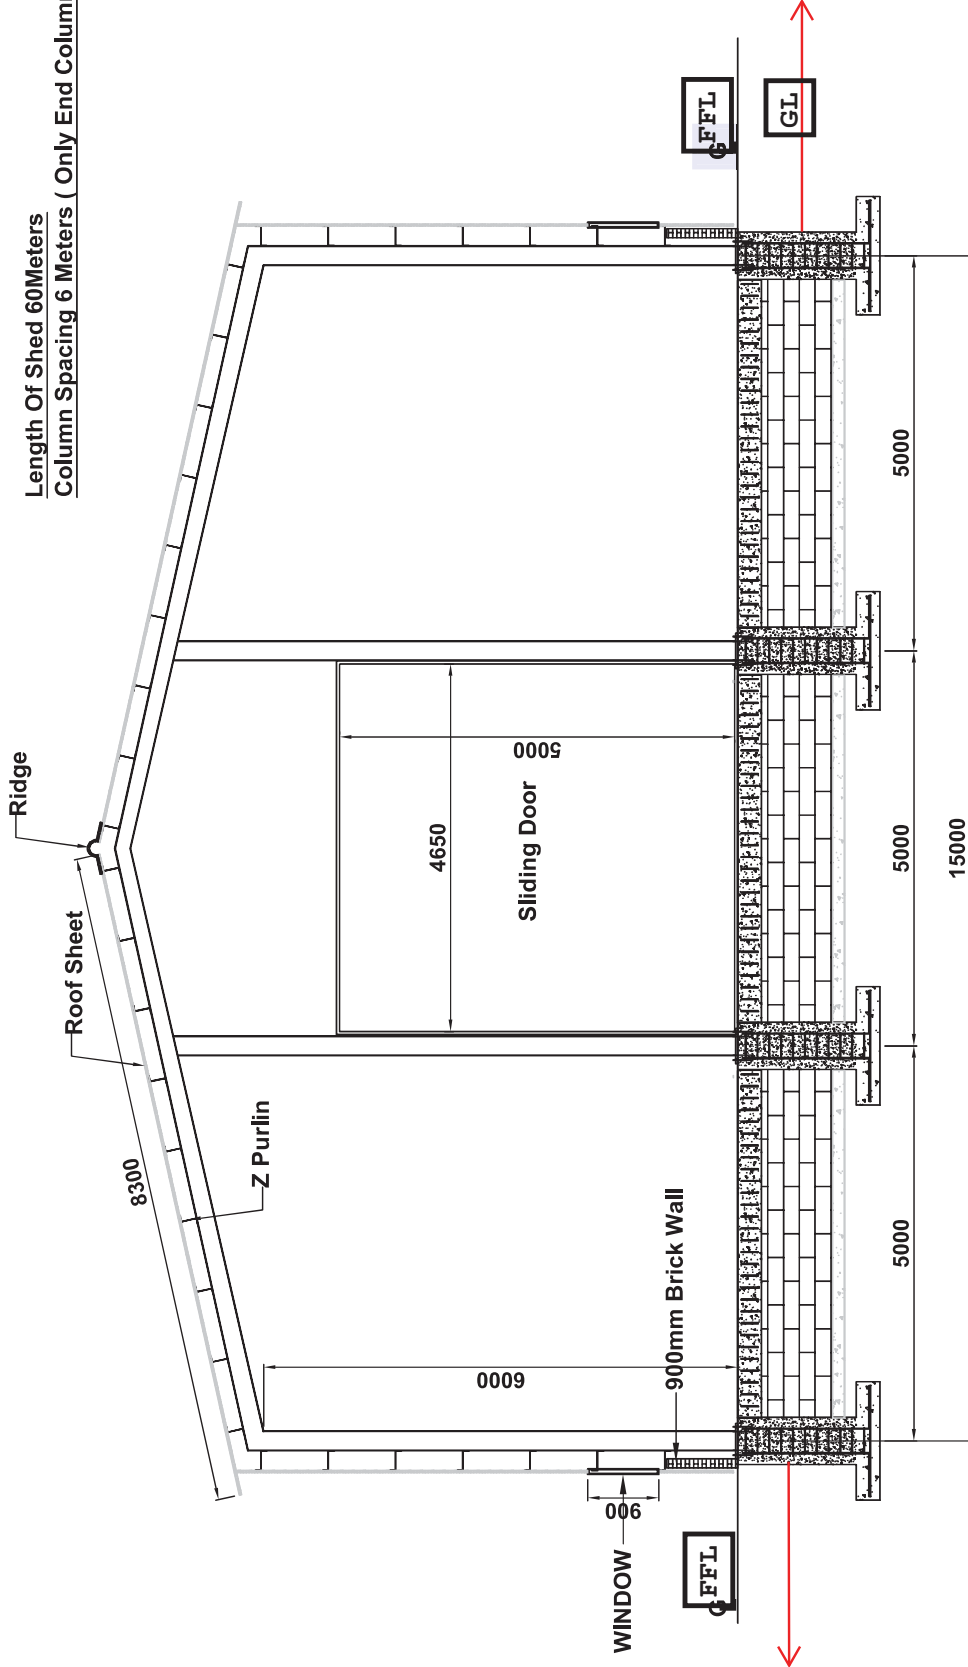 Length Of Shed 60Meters
Column Spacing 6 Meters ( Only End Colum
Ridge
Roof Sheet
8300
Z Purlin
6000
900mm Brick Wall
900
WINDOW
4650
5000
Sliding Door
FFL
G
FFL
G
GL
5000
5000
5000
15000